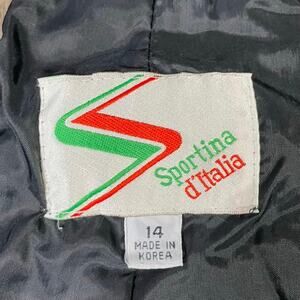 Sportina
d'Italia
14
MADE IN
KOREA